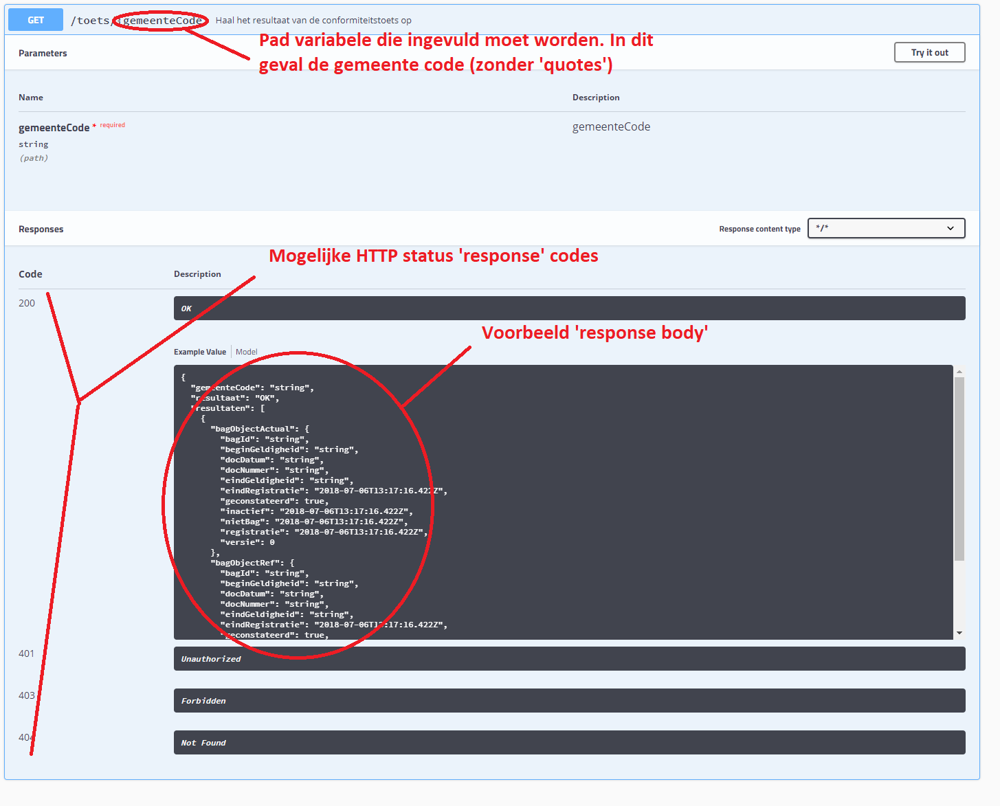 GET /toets/{gemeenteCode} Haal het resultaat van de conformiteitstoets op
Pad variabele die ingevuld moet worden. In dit
geval de gemeente code (zonder 'quotes')
Parameters
Try it out
Name Description
gemeenteCode * required gemeenteCode
string
(path)
Responses
Response content type */*
Mogelijke HTTP status 'response' codes
Code Description
200 OK
Voorbeeld 'response body'
Example Value Model
{
"gemeenteCode": "string",
"resultaat": "OK",
"resultaten": [
{
"bagObjectActual": {
"bagId": "string",
"beginGeldigheid": "string",
"docDatum": "string",
"docNummer": "string",
"eindGeldigheid": "string",
"eindRegistratie": "2018-07-06T13:17:16.422Z",
"geconstateerd": true,
"inactief": "2018-07-06T13:17:16.422Z",
"nietBag": "2018-07-06T13:17:16.422Z",
"registratie": "2018-07-06T13:17:16.422Z",
"versie": 0
},
"bagObjectRef": {
"bagId": "string",
"beginGeldigheid": "string",
"docDatum": "string",
"docNummer": "string",
"eindGeldigheid": "string",
"eindRegistratie": "2018-07-06T13:17:16.422Z",
"geconstateerd": true,
401 Unauthorized
403 Forbidden
404 Not Found